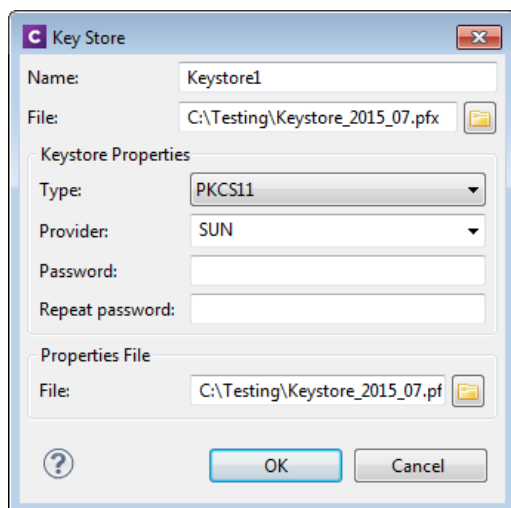 C Key Store
Name: Keystore1
File: C:\Testing\Keystore_2015_07.pfx
Keystore Properties
Type: PKCS11
Provider: SUN
Password:
Repeat password:
Properties File
File: C:\Testing\Keystore_2015_07.pf
? OK Cancel